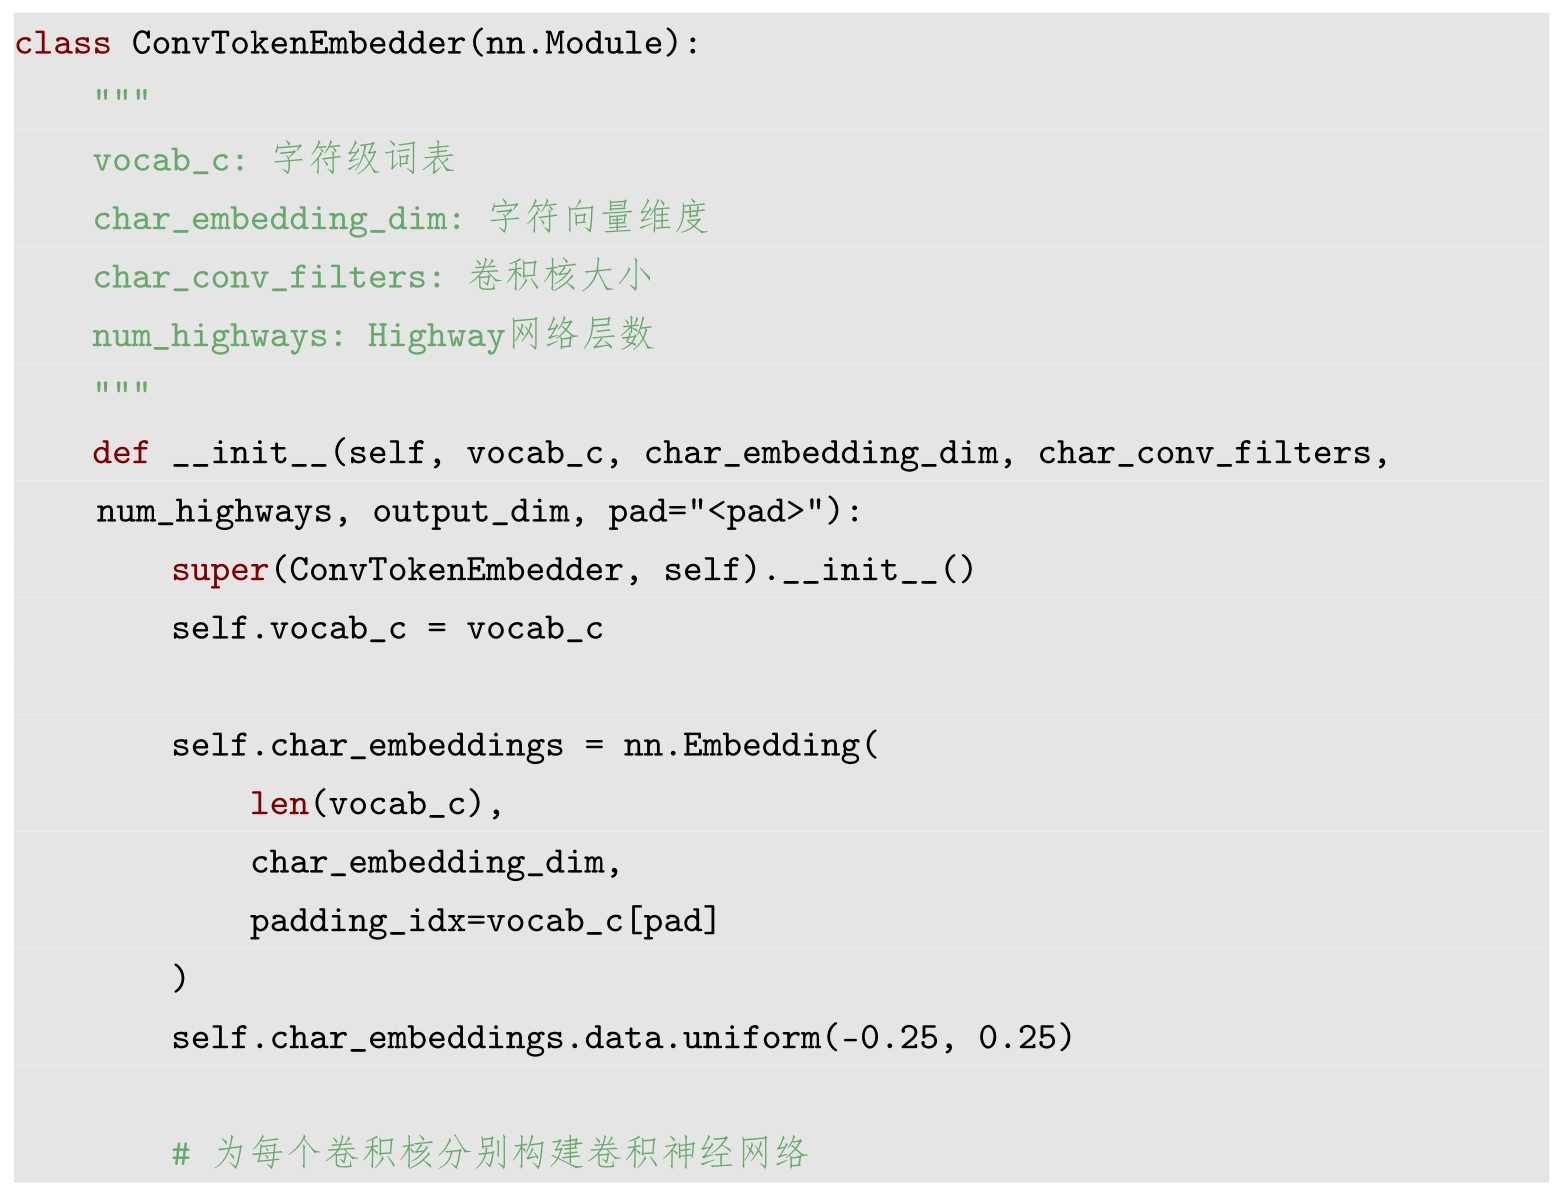 class ConvTokenEmbedder(nn.Module):
    """
    vocab_c: 字符级词表
    char_embedding_dim: 字符向量维度
    char_conv_filters: 卷积核大小
    num_highways: Highway网络层数
    """
    def __init__(self, vocab_c, char_embedding_dim, char_conv_filters,
    num_highways, output_dim, pad="<pad>"):
        super(ConvTokenEmbedder, self).__init__()
        self.vocab_c = vocab_c

        self.char_embeddings = nn.Embedding(
            len(vocab_c),
            char_embedding_dim,
            padding_idx=vocab_c[pad]
        )
        self.char_embeddings.data.uniform(-0.25, 0.25)

        # 为每个卷积核分别构建卷积神经网络